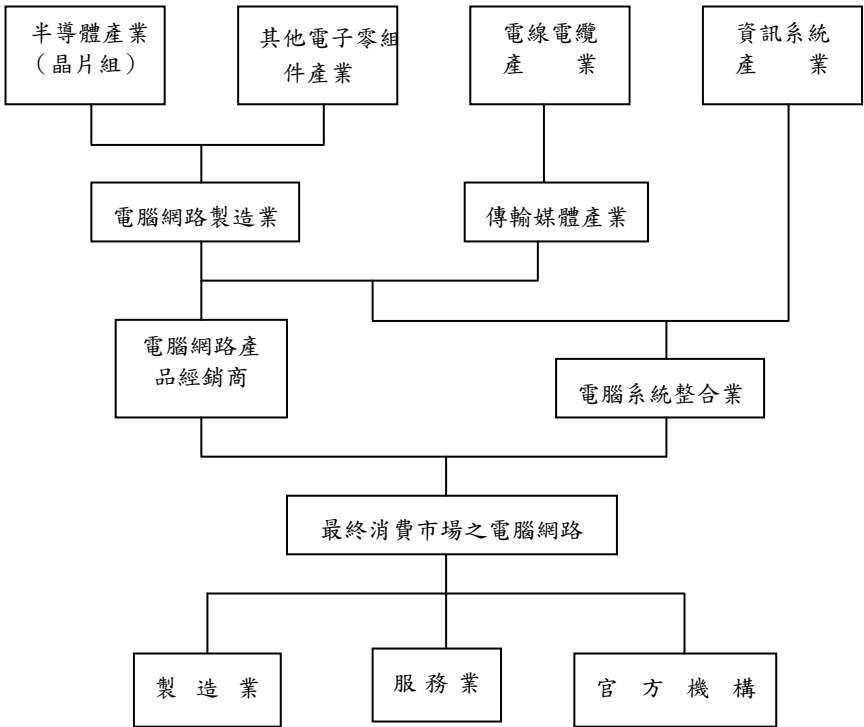 半導體產業
（晶片組）
其他電子零組
件產業
電線電纜
產 業
資訊系統
產 業
電腦網路製造業
傳輸媒體產業
電腦網路產
品經銷商
電腦系統整合業
最終消費市場之電腦網路
製 造 業
服 務 業
官 方 機 構